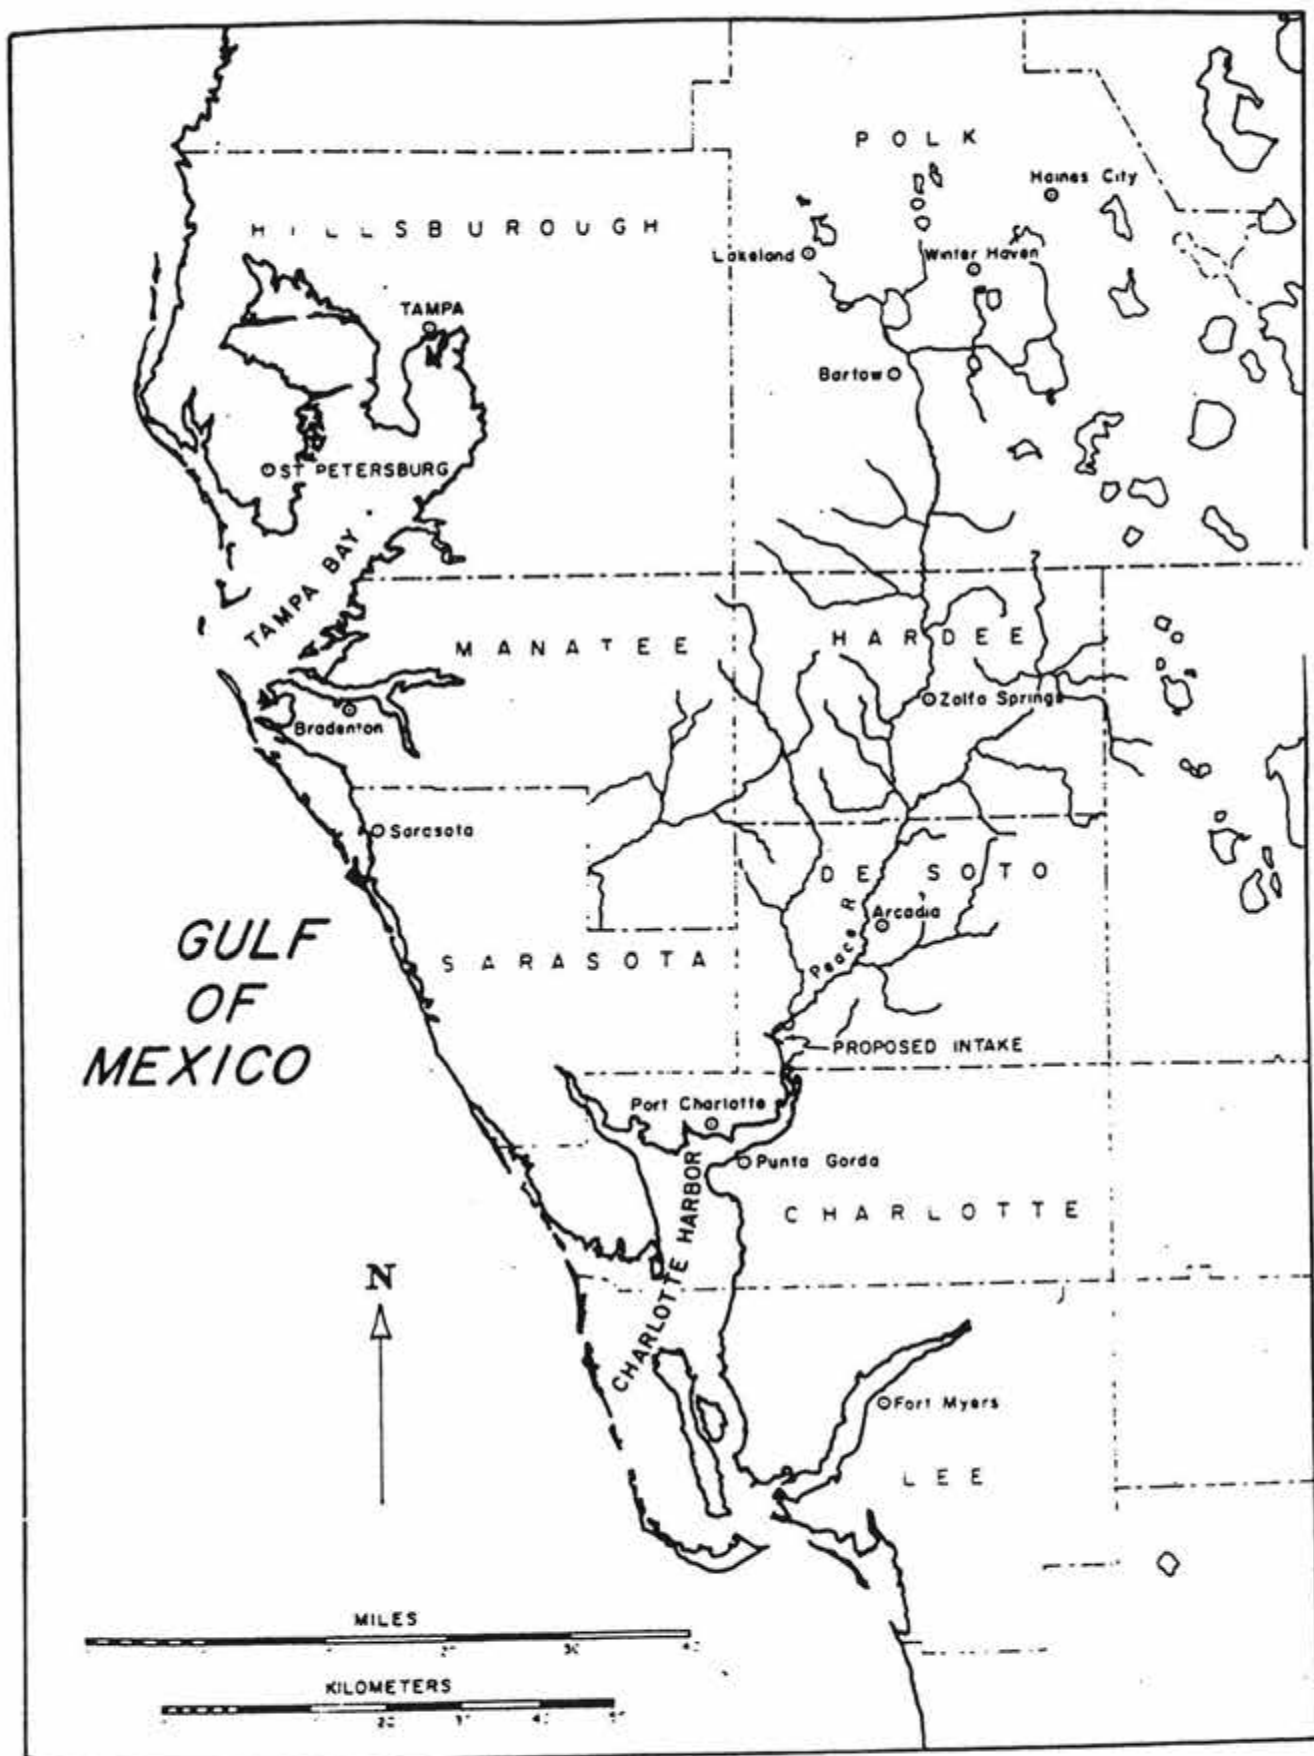 POLK
Haines City
HILLSBUROUGH
Lakeland
Winter Haven
TAMPA
Bartow
ST PETERSBURG
TAMPA BAY
MANATEE
HARDEE
Zolfo Springs
Bradenton
Sarasota
DE SOTO
Arcadia
Peace R
GULF
OF
MEXICO
SARASOTA
PROPOSED INTAKE
Port Charlotte
Punta Gorda
CHARLOTTE HARBOR
CHARLOTTE
N
Fort Myers
LEE
MILES
30
KILOMETERS